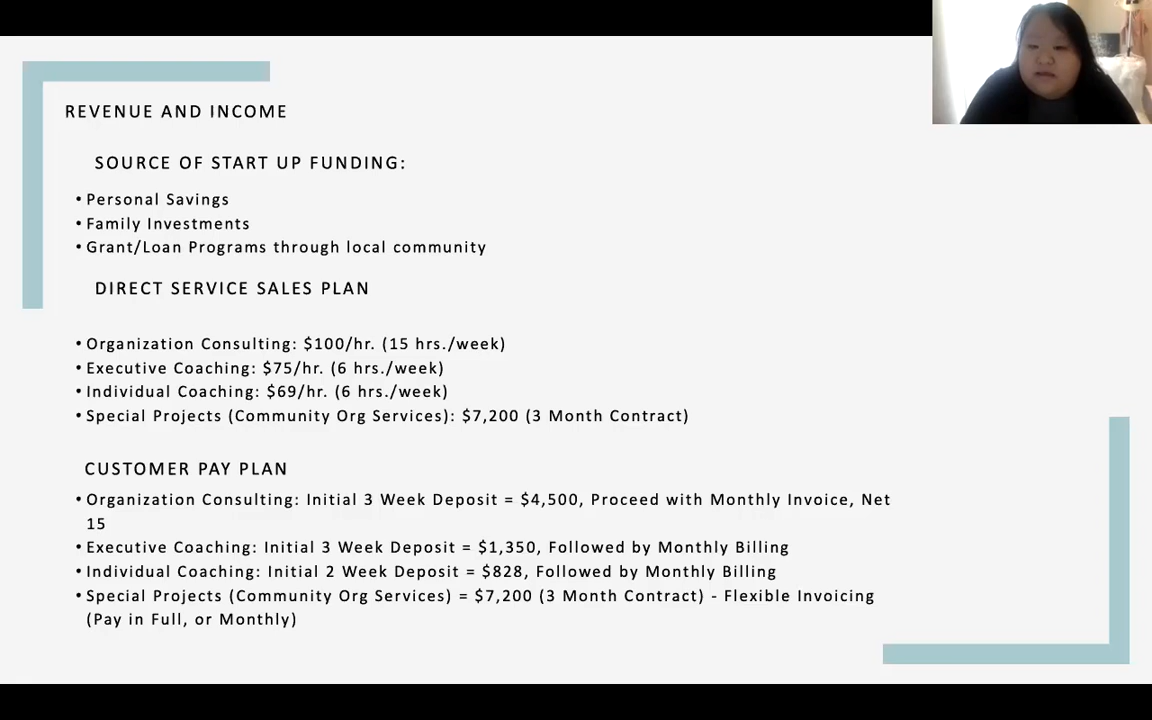 REVENUE AND INCOME
SOURCE OF START UP FUNDING:
• Personal Savings
• Family Investments
• Grant/Loan Programs through local community
DIRECT SERVICE SALES PLAN
• Organization Consulting: $100/hr. (15 hrs./week)
• Executive Coaching: $75/hr. (6 hrs./week)
• Individual Coaching: $69/hr. (6 hrs./week)
• Special Projects (Community Org Services): $7,200 (3 Month Contract)
CUSTOMER PAY PLAN
• Organization Consulting: Initial 3 Week Deposit = $4,500, Proceed with Monthly Invoice, Net
15
• Executive Coaching: Initial 3 Week Deposit = $1,350, Followed by Monthly Billing
• Individual Coaching: Initial 2 Week Deposit = $828, Followed by Monthly Billing
• Special Projects (Community Org Services) = $7,200 (3 Month Contract) - Flexible Invoicing
(Pay in Full, or Monthly)